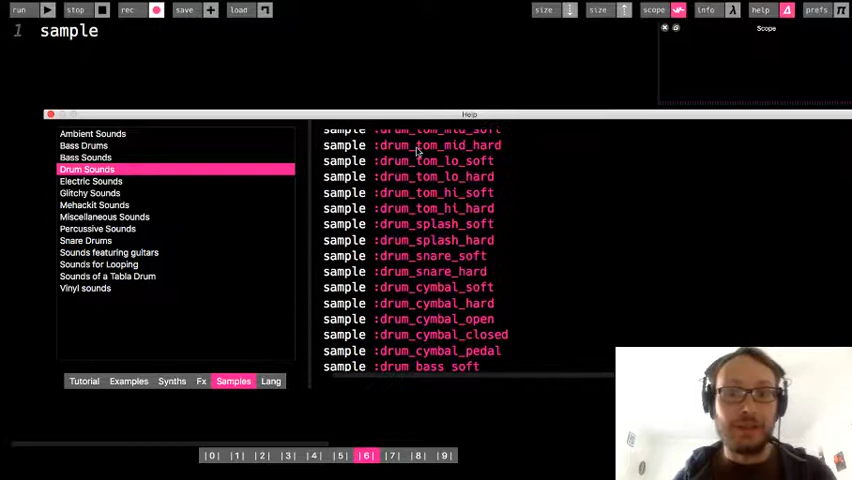 run stop rec save load size size scope info help prefs
1 sample
Scope
Help
Ambient Sounds
Bass Drums
Bass Sounds
Drum Sounds
Electric Sounds
Glitchy Sounds
Mehackit Sounds
Miscellaneous Sounds
Percussive Sounds
Snare Drums
Sounds featuring guitars
Sounds for Looping
Sounds of a Tabla Drum
Vinyl sounds
sample :drum_tom_mid_soft
sample :drum_tom_mid_hard
sample :drum_tom_lo_soft
sample :drum_tom_lo_hard
sample :drum_tom_hi_soft
sample :drum_tom_hi_hard
sample :drum_splash_soft
sample :drum_splash_hard
sample :drum_snare_soft
sample :drum_snare_hard
sample :drum_cymbal_soft
sample :drum_cymbal_hard
sample :drum_cymbal_open
sample :drum_cymbal_closed
sample :drum_cymbal_pedal
sample :drum_bass_soft
Tutorial Examples Synths Fx Samples Lang
|0| |1| |2| |3| |4| |5| |6| |7| |8| |9|